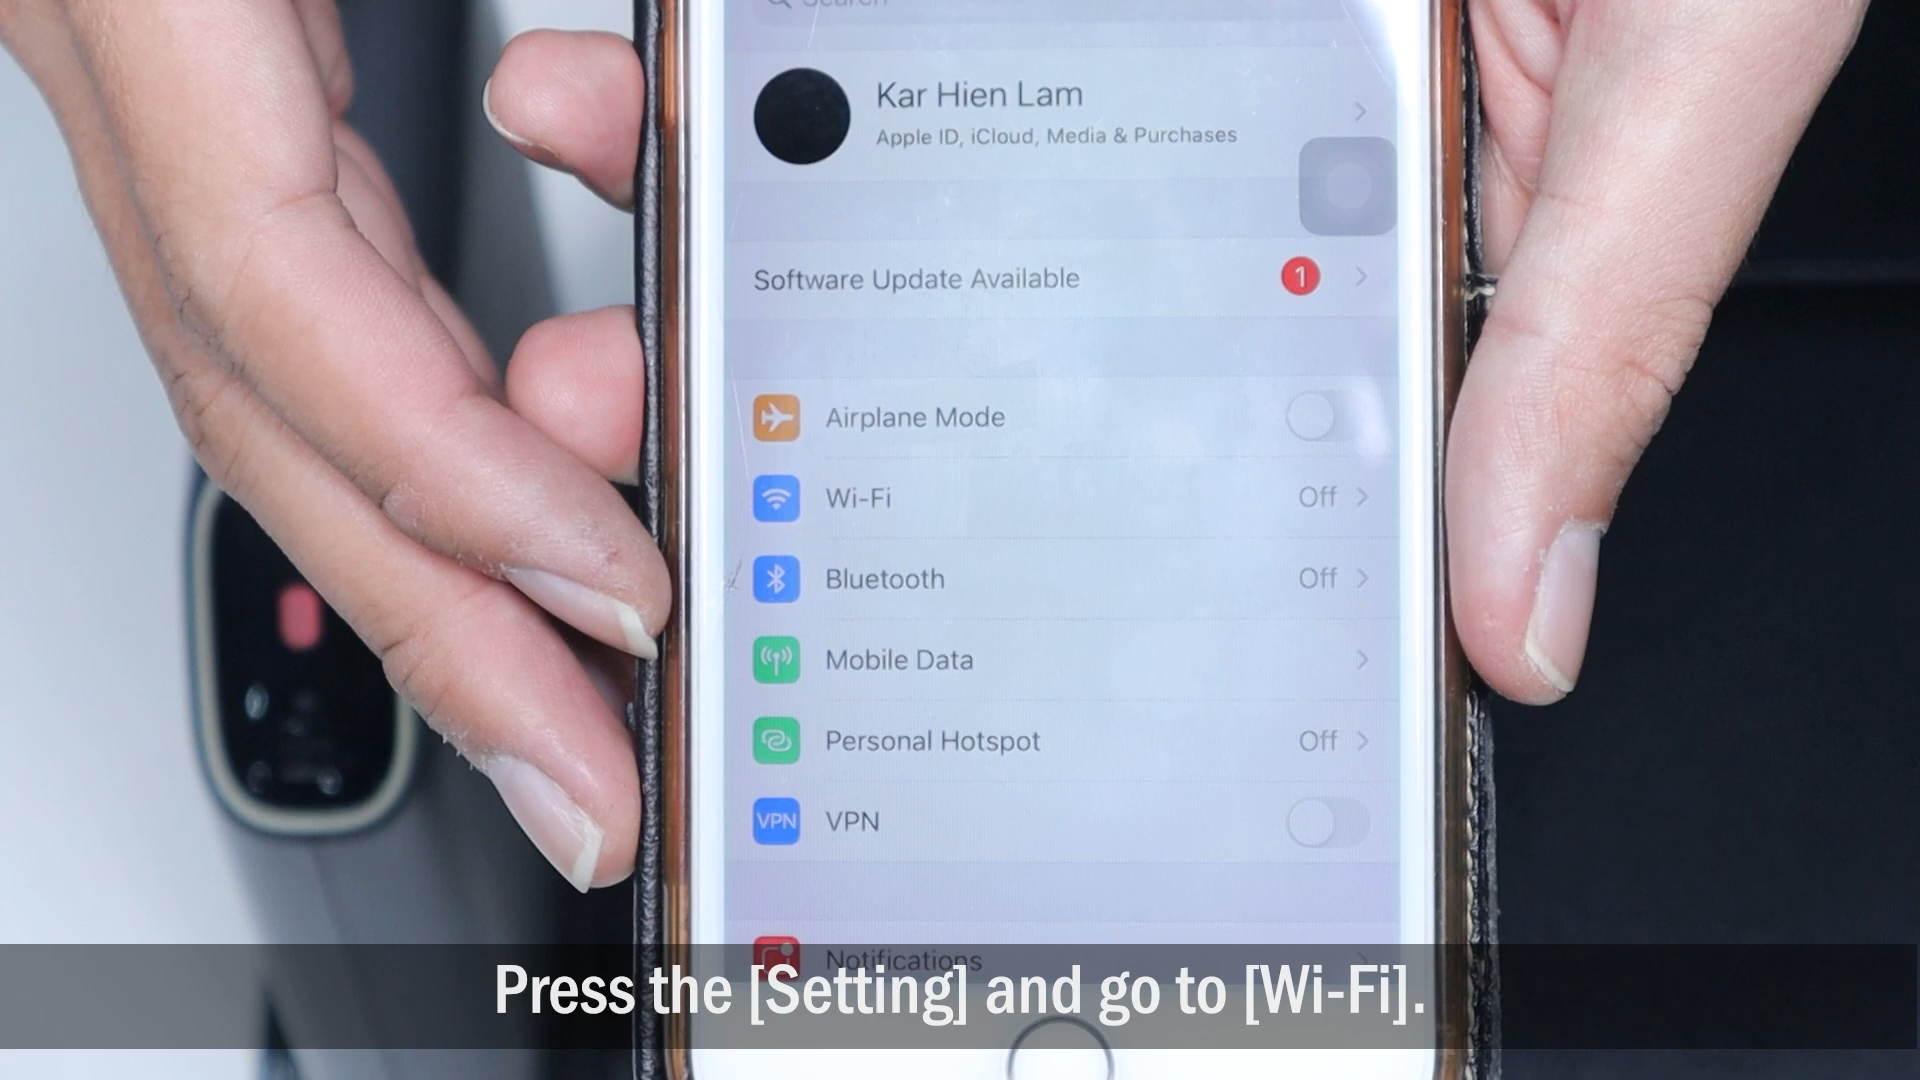 Search
Kar Hien Lam
Apple ID, iCloud, Media & Purchases
Software Update Available 1
Airplane Mode
Wi-Fi Off
Bluetooth Off
Mobile Data
Personal Hotspot Off
VPN VPN
Notifications
Press the [Setting] and go to [Wi-Fi].